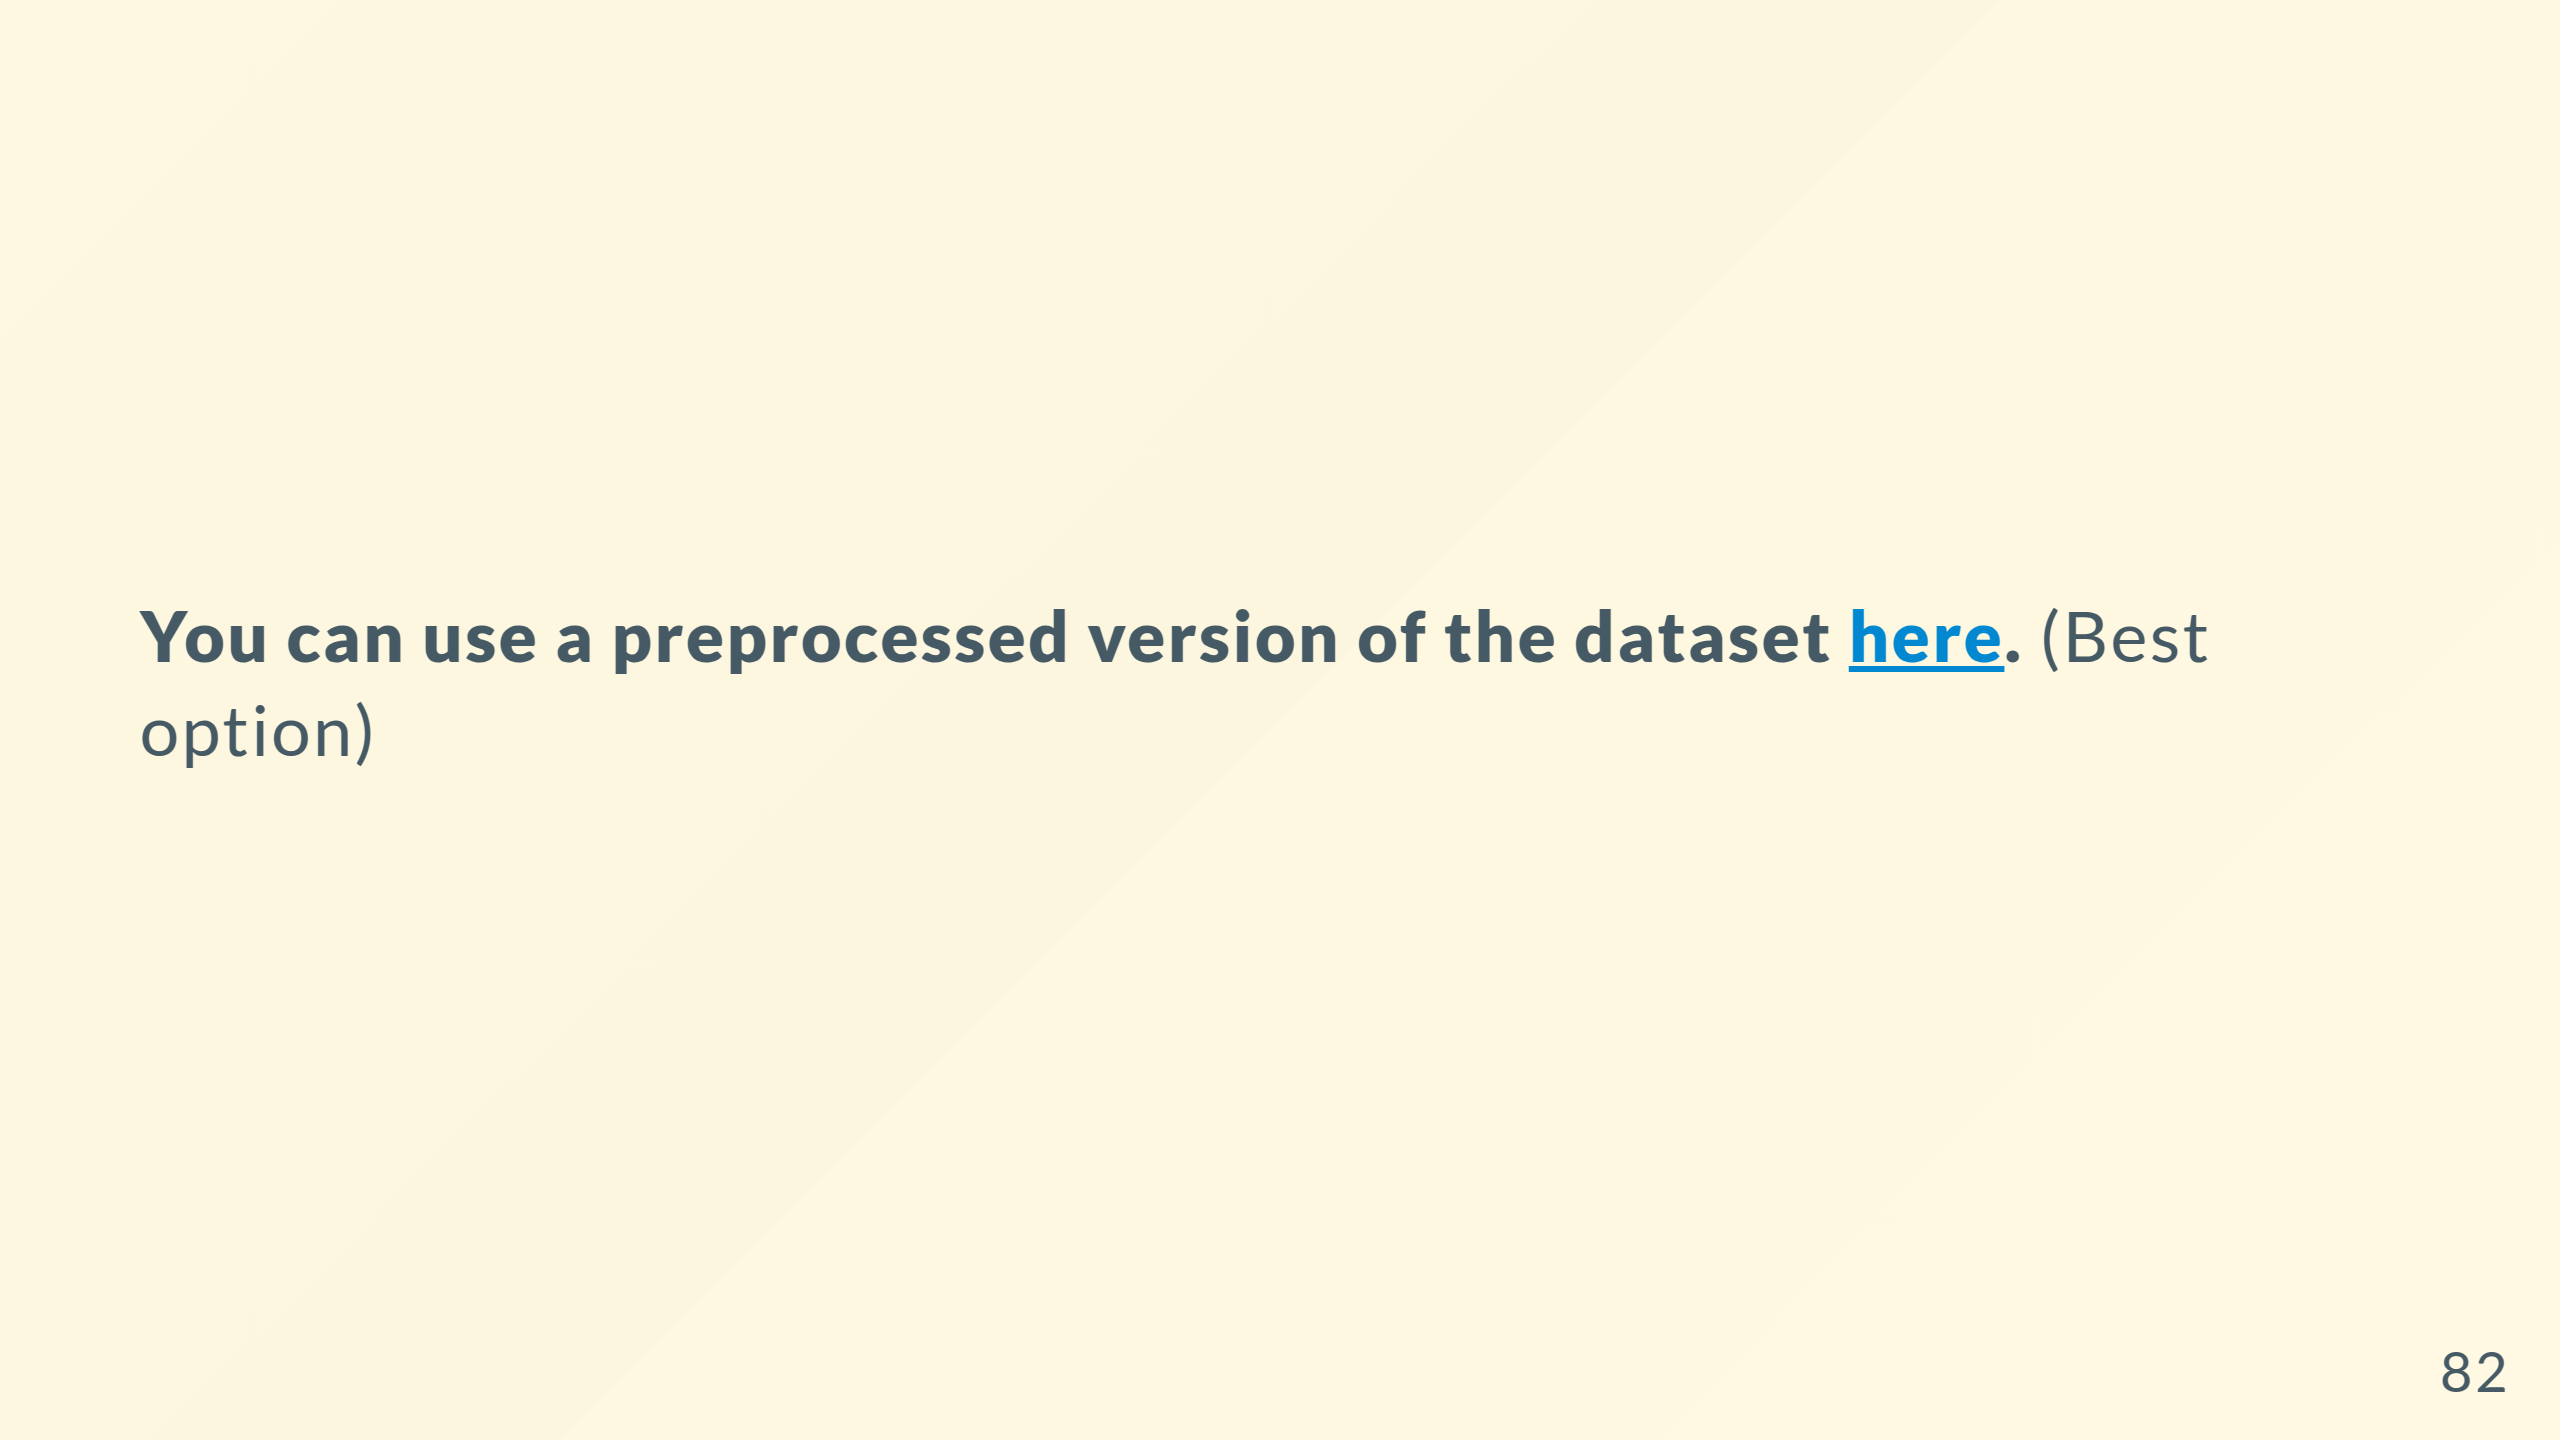 You can use a preprocessed version of the dataset here. (Best
option)
82